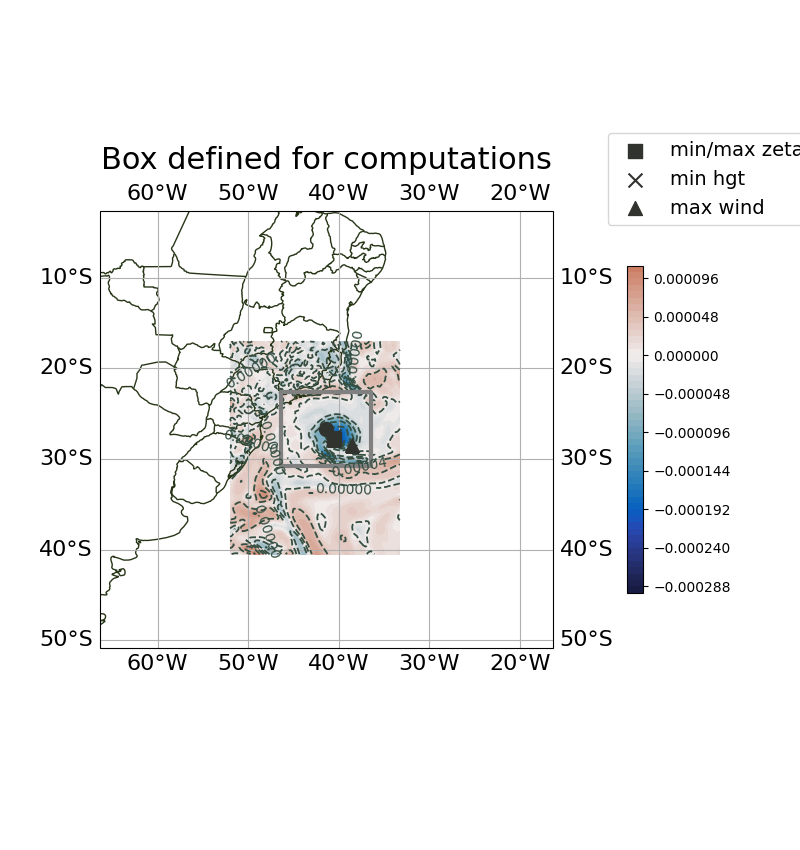 Box defined for computations
60°W 50°W 40°W 30°W 20°W
min/max zeta
min hgt
max wind
10°S 10°S
20°S 20°S
30°S 30°S
40°S 40°S
50°S 50°S
60°W 50°W 40°W 30°W 20°W
0.000096
0.000048
0.000000
−0.000048
−0.000096
−0.000144
−0.000192
−0.000240
−0.000288
0.00000